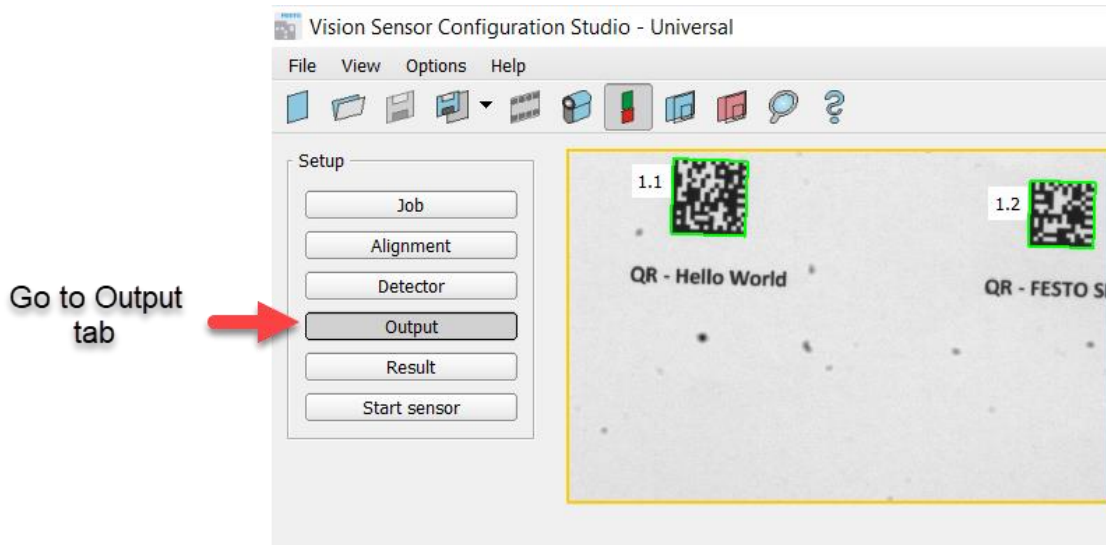 Vision Sensor Configuration Studio - Universal
File View Options Help
Setup
Job
Alignment
Detector
Output
Result
Start sensor
Go to Output
tab
1.1
1.2
QR - Hello World
QR - FESTO